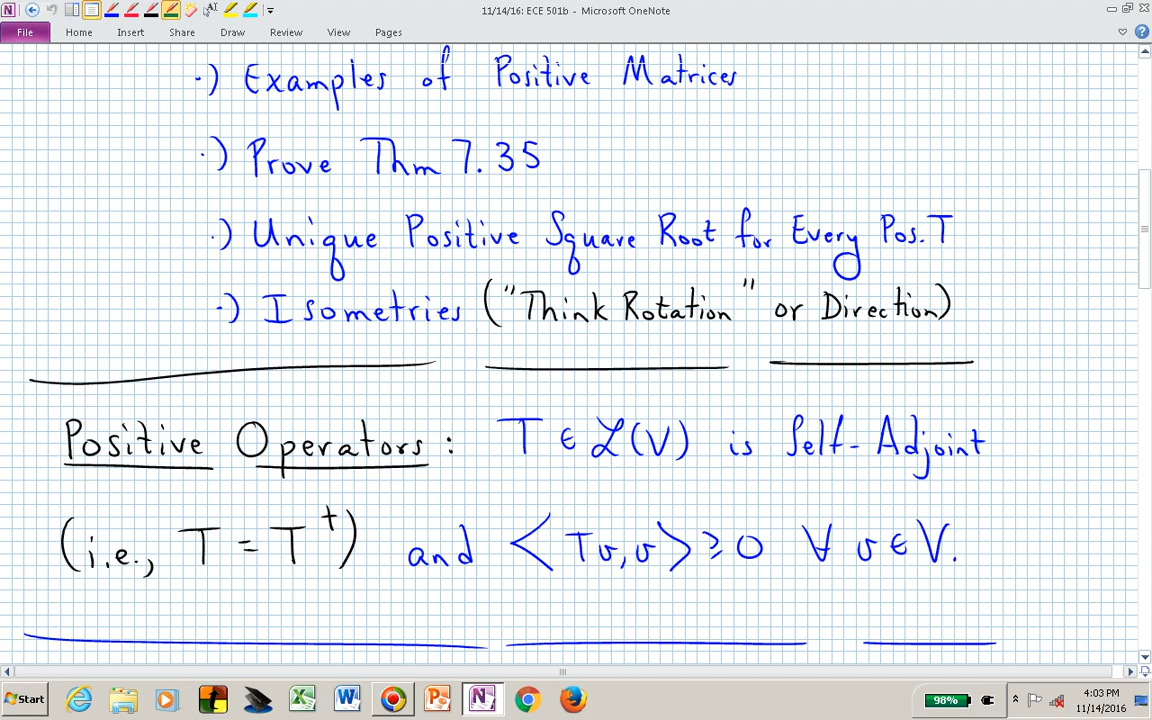 11/14/16: ECE 501b - Microsoft OneNote
File Home Insert Share Draw Review View Pages
·) Examples of Positive Matrices
·) Prove Thm 7.35
·) Unique Positive Square Root for Every Pos. T
·) Isometries ("Think Rotation" or Direction)
Positive Operators: T ∈ ℒ(V) is Self-Adjoint
(i.e., T = T†) and <Tv,v> ≥ 0 ∀ v ∈ V.
Start 98% 4:03 PM
11/14/2016